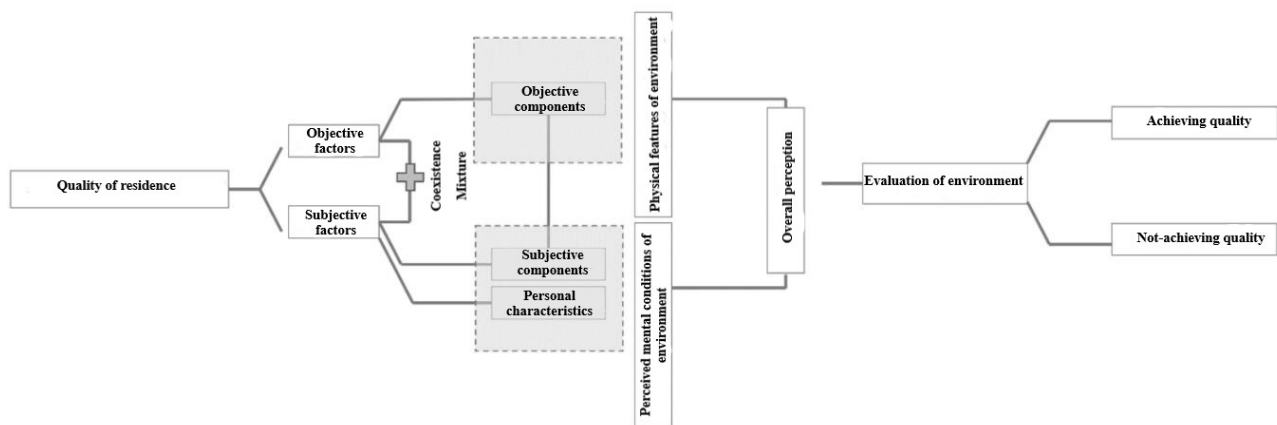 Quality of residence
Objective
factors
Subjective
factors
Coexistence
Mixture
Objective
components
Subjective
components
Personal
characteristics
Physical features of environment
Perceived mental conditions of
environment
Overall perception
Evaluation of environment
Achieving quality
Not-achieving quality